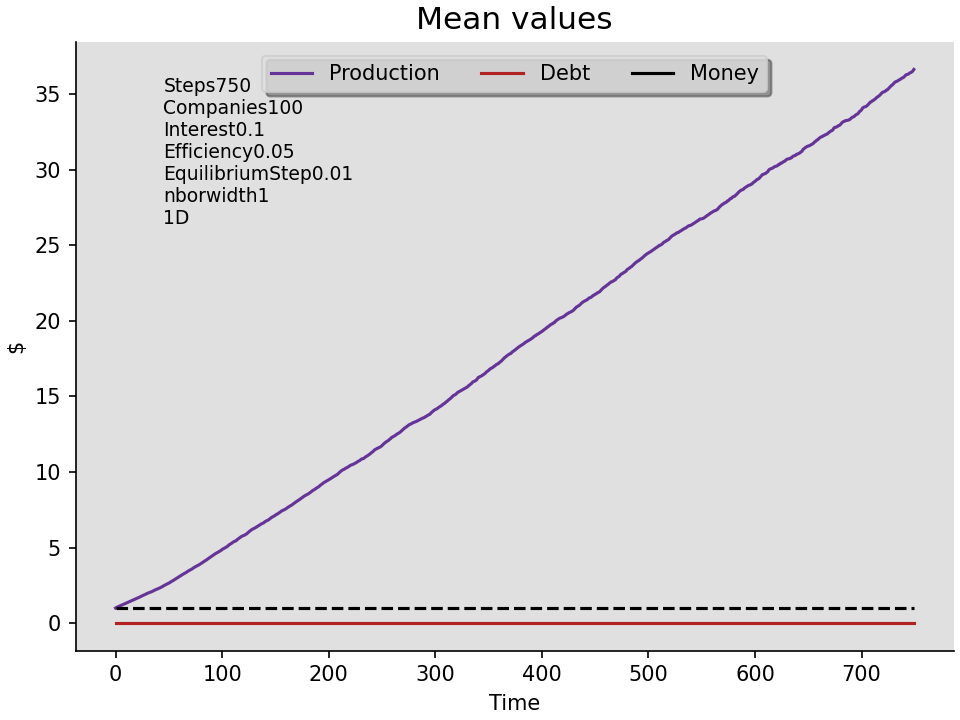 Mean values
Production Debt Money
Steps750
Companies100
Interest0.1
Efficiency0.05
EquilibriumStep0.01
nborwidth1
1D
35
30
25
20
15
10
5
0
$
0 100 200 300 400 500 600 700
Time